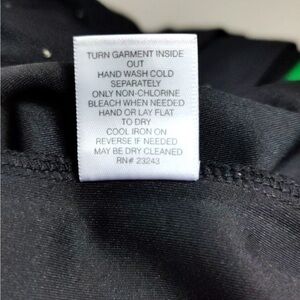 TURN GARMENT INSIDE
OUT
HAND WASH COLD
SEPARATELY
ONLY NON-CHLORINE
BLEACH WHEN NEEDED
HAND OR LAY FLAT
TO DRY
COOL IRON ON
REVERSE IF NEEDED
MAY BE DRY CLEANED
RN# 23243